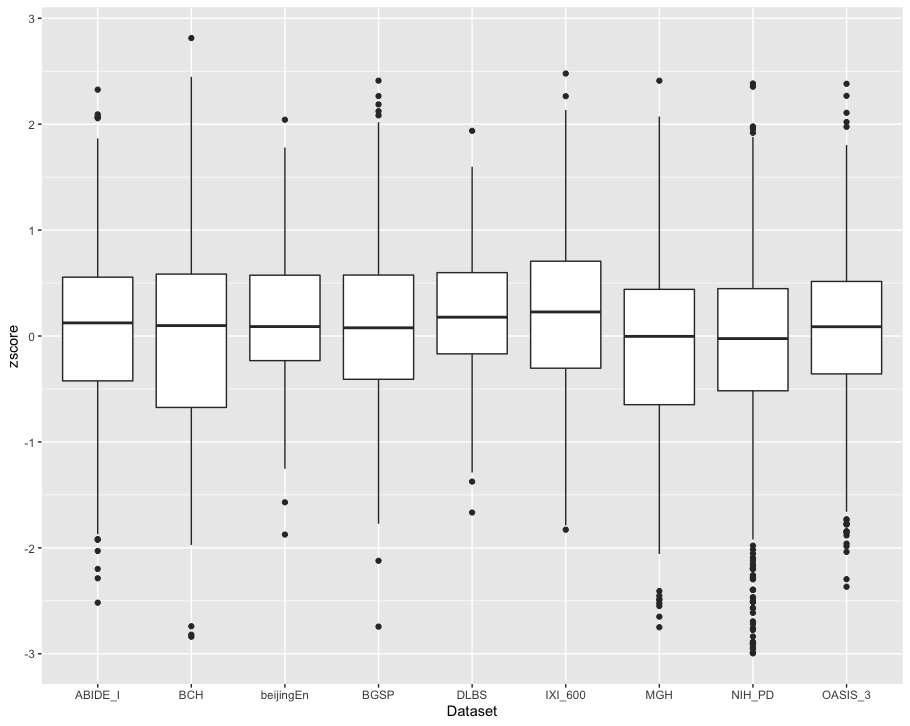 3
2
1
0
-1
-2
-3
zscore
ABIDE_I BCH beijingEn BGSP DLBS IXI_600 MGH NIH_PD OASIS_3
Dataset